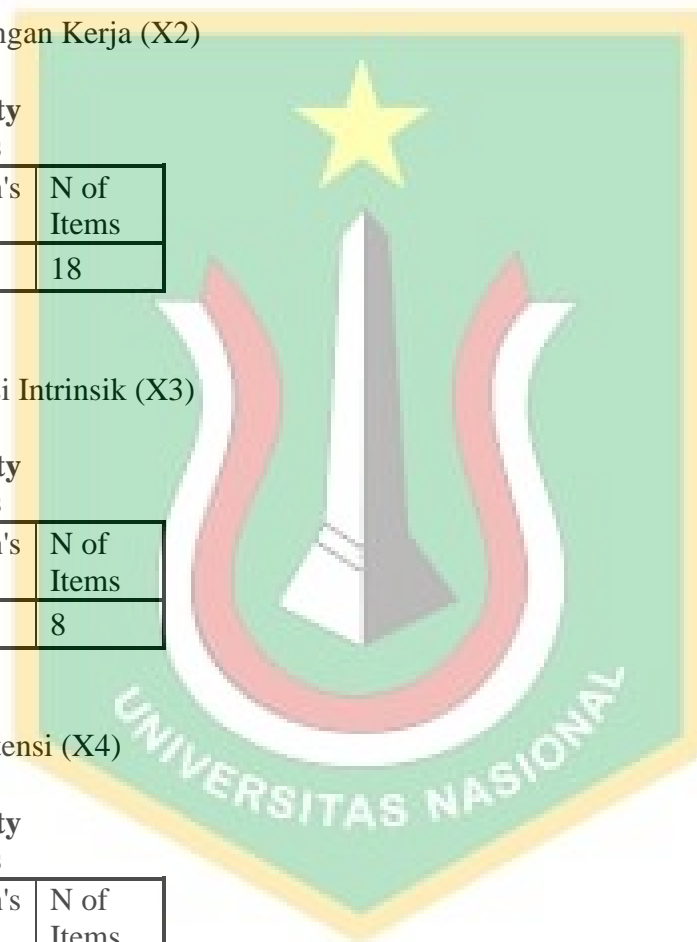 ngan Kerja (X2)
ty
s
's N of
Items
18
i Intrinsik (X3)
ty
s
's N of
Items
8
tensi (X4)
ty
s
's N of
Items
UNIVERSITAS NASIONAL